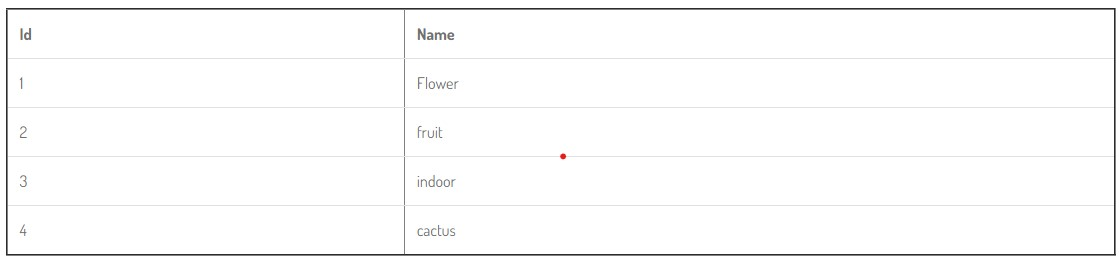 Id Name
1 Flower
2 fruit
3 indoor
4 cactus